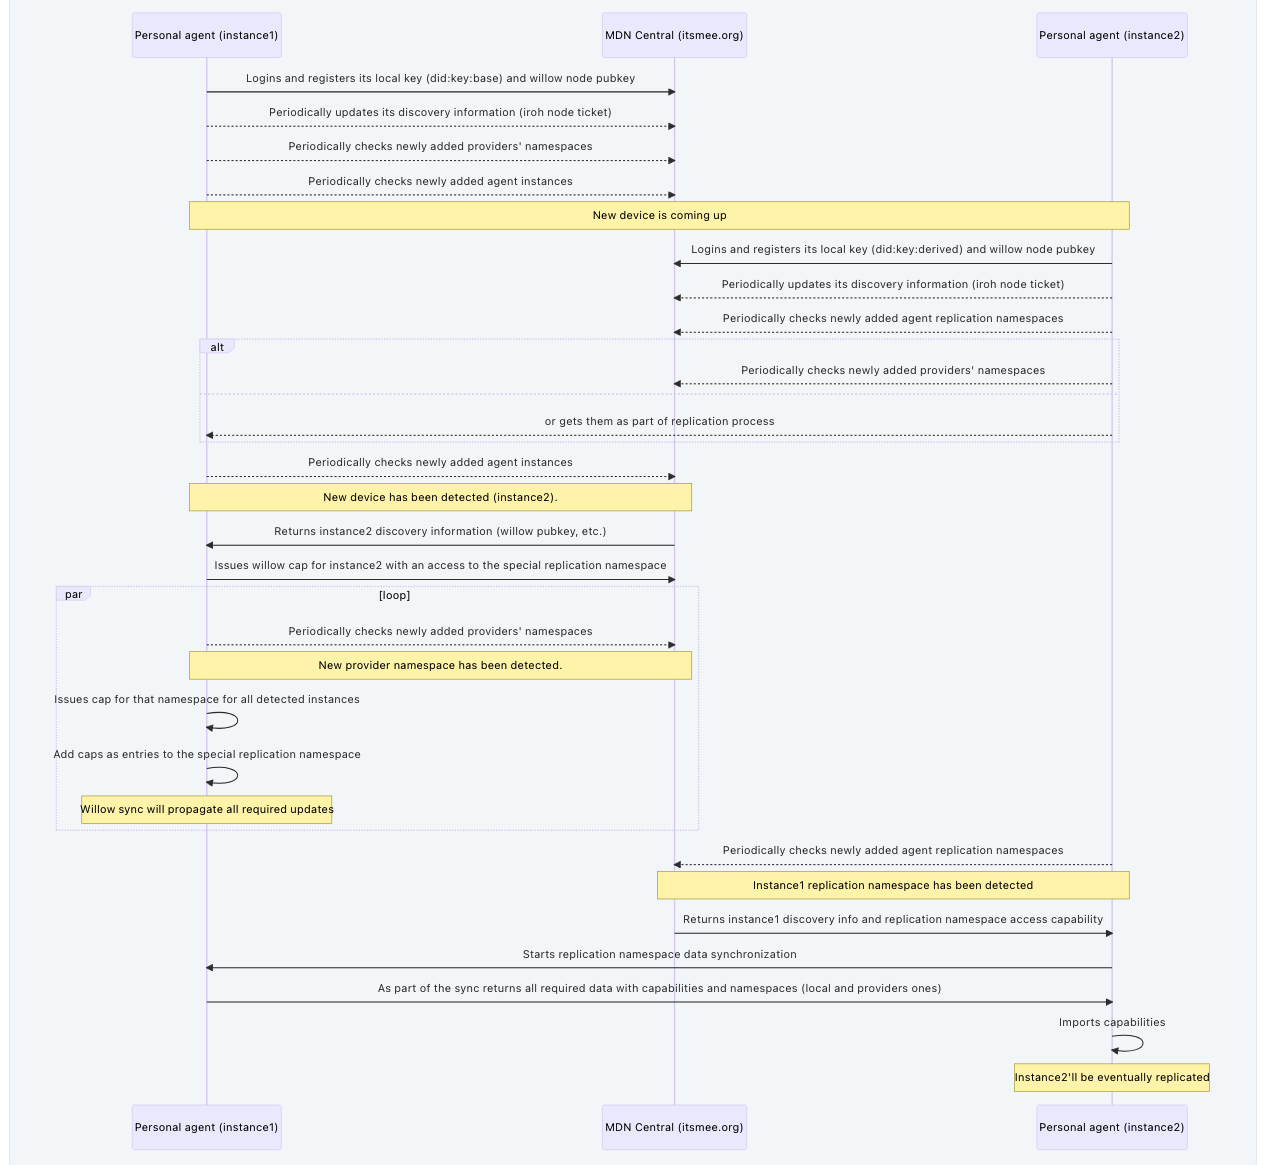 Personal agent (instance1)
MDN Central (itsmee.org)
Personal agent (instance2)
Logins and registers its local key (did:key:base) and willow node pubkey
Periodically updates its discovery information (iroh node ticket)
Periodically checks newly added providers' namespaces
Periodically checks newly added agent instances
New device is coming up
Logins and registers its local key (did:key:derived) and willow node pubkey
Periodically updates its discovery information (iroh node ticket)
Periodically checks newly added agent replication namespaces
alt
Periodically checks newly added providers' namespaces
or gets them as part of replication process
Periodically checks newly added agent instances
New device has been detected (instance2).
Returns instance2 discovery information (willow pubkey, etc.)
Issues willow cap for instance2 with an access to the special replication namespace
par
[loop]
Periodically checks newly added providers' namespaces
New provider namespace has been detected.
Issues cap for that namespace for all detected instances
Add caps as entries to the special replication namespace
Willow sync will propagate all required updates
Periodically checks newly added agent replication namespaces
Instance1 replication namespace has been detected
Returns instance1 discovery info and replication namespace access capability
Starts replication namespace data synchronization
As part of the sync returns all required data with capabilities and namespaces (local and providers ones)
Imports capabilities
Instance2'll be eventually replicated
Personal agent (instance1)
MDN Central (itsmee.org)
Personal agent (instance2)